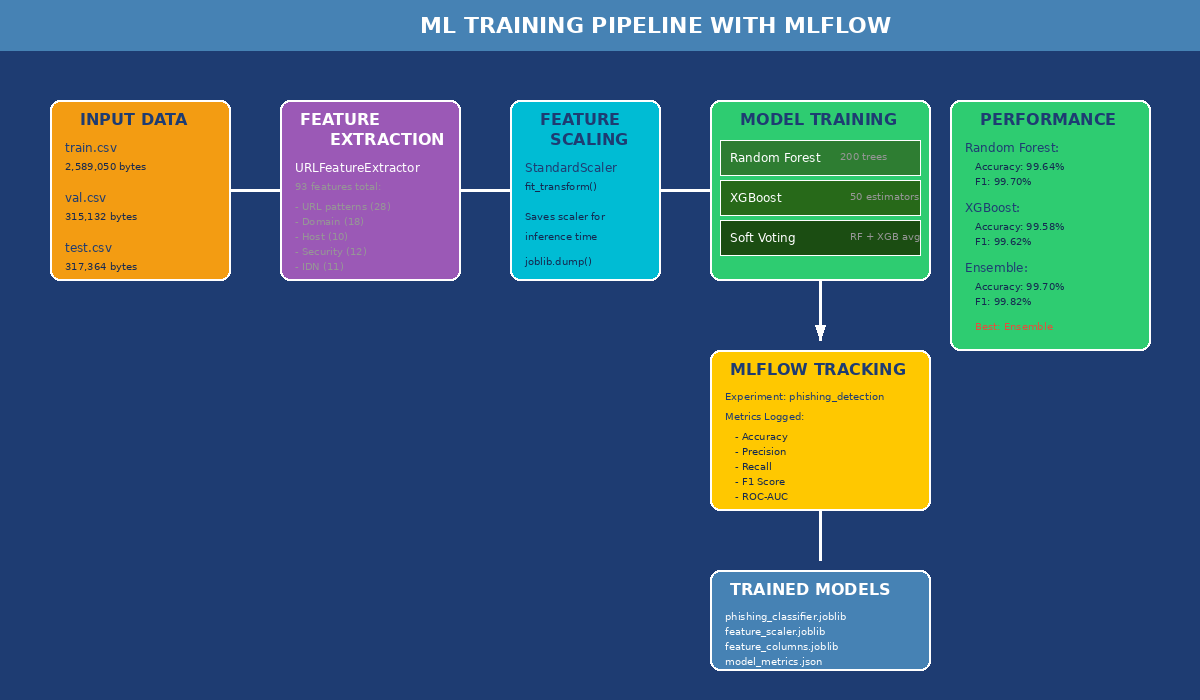 ML TRAINING PIPELINE WITH MLFLOW
INPUT DATA
train.csv
2,589,050 bytes
val.csv
315,132 bytes
test.csv
317,364 bytes
FEATURE
EXTRACTION
URLFeatureExtractor
93 features total:
- URL patterns (28)
- Domain (18)
- Host (10)
- Security (12)
- IDN (11)
FEATURE
SCALING
StandardScaler
fit_transform()
Saves scaler for
inference time
joblib.dump()
MODEL TRAINING
Random Forest 200 trees
XGBoost 50 estimators
Soft Voting RF + XGB avg
PERFORMANCE
Random Forest:
Accuracy: 99.64%
F1: 99.70%
XGBoost:
Accuracy: 99.58%
F1: 99.62%
Ensemble:
Accuracy: 99.70%
F1: 99.82%
Best: Ensemble
MLFLOW TRACKING
Experiment: phishing_detection
Metrics Logged:
- Accuracy
- Precision
- Recall
- F1 Score
- ROC-AUC
TRAINED MODELS
phishing_classifier.joblib
feature_scaler.joblib
feature_columns.joblib
model_metrics.json